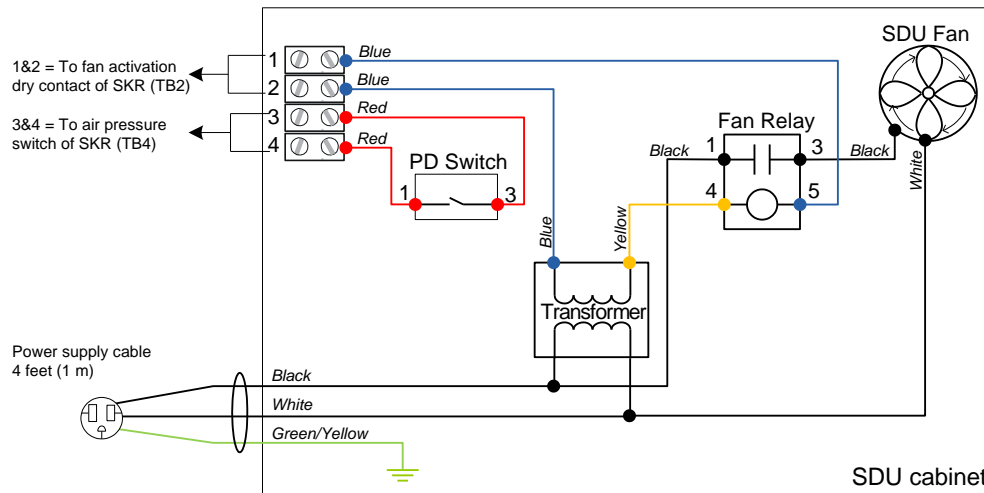 SDU Fan
1&2 = To fan activation
dry contact of SKR (TB2)
3&4 = To air pressure
switch of SKR (TB4)
1
2
3
4
Blue
Blue
Red
Red
PD Switch
1
3
Fan Relay
1
3
4
5
Black
Black
White
Blue
Yellow
Transformer
Power supply cable
4 feet (1 m)
Black
White
Green/Yellow
SDU cabinet